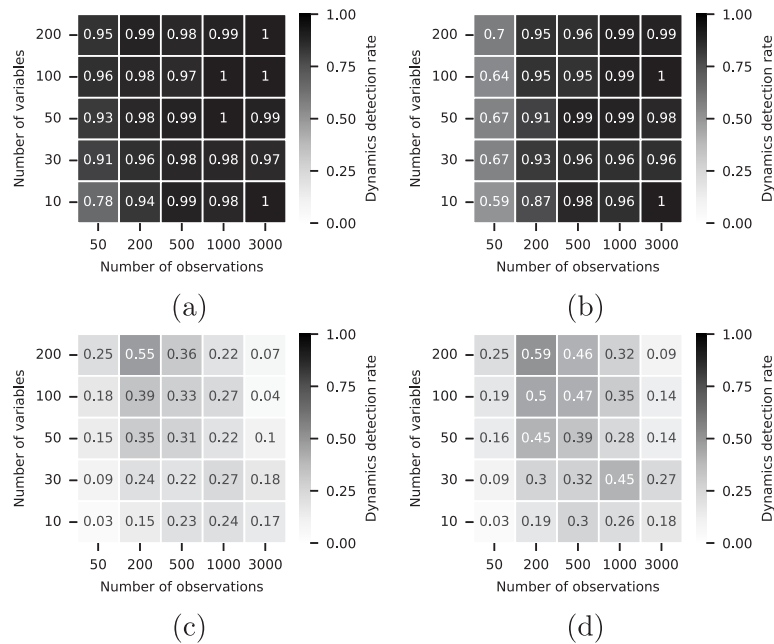 200 0.95 0.99 0.98 0.99 1
100 0.96 0.98 0.97 1 1
50 0.93 0.98 0.99 1 0.99
30 0.91 0.96 0.98 0.98 0.97
10 0.78 0.94 0.99 0.98 1
50 200 500 1000 3000
Number of observations
Number of variables
1.00
0.75
0.50
0.25
0.00
Dynamics detection rate
(a)
200 0.7 0.95 0.96 0.99 0.99
100 0.64 0.95 0.95 0.99 1
50 0.67 0.91 0.99 0.99 0.98
30 0.67 0.93 0.96 0.96 0.96
10 0.59 0.87 0.98 0.96 1
50 200 500 1000 3000
Number of observations
Number of variables
1.00
0.75
0.50
0.25
0.00
Dynamics detection rate
(b)
200 0.25 0.55 0.36 0.22 0.07
100 0.18 0.39 0.33 0.27 0.04
50 0.15 0.35 0.31 0.22 0.1
30 0.09 0.24 0.22 0.27 0.18
10 0.03 0.15 0.23 0.24 0.17
50 200 500 1000 3000
Number of observations
Number of variables
1.00
0.75
0.50
0.25
0.00
Dynamics detection rate
(c)
200 0.25 0.59 0.46 0.32 0.09
100 0.19 0.5 0.47 0.35 0.14
50 0.16 0.45 0.39 0.28 0.14
30 0.09 0.3 0.32 0.45 0.27
10 0.03 0.19 0.3 0.26 0.18
50 200 500 1000 3000
Number of observations
Number of variables
1.00
0.75
0.50
0.25
0.00
Dynamics detection rate
(d)